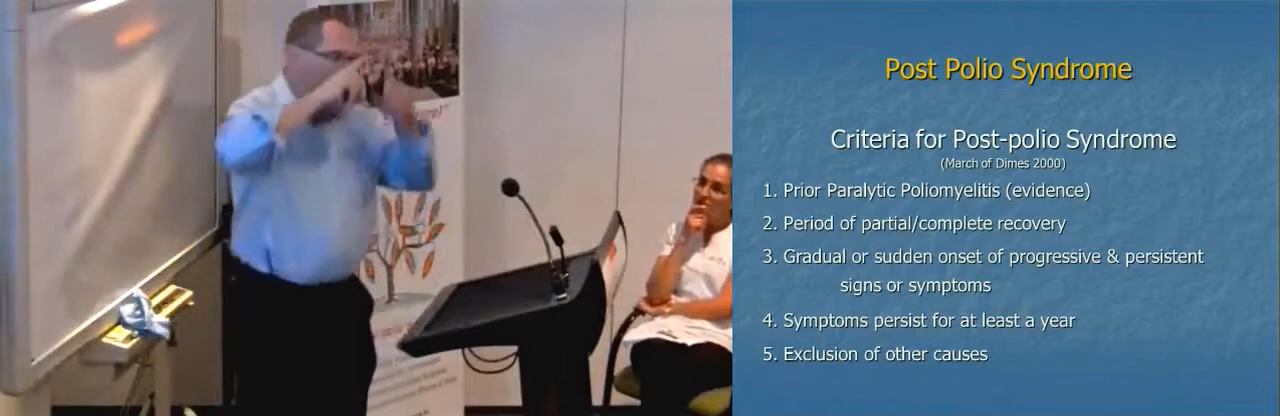 Post Polio Syndrome
Criteria for Post-polio Syndrome
(March of Dimes 2000)
1. Prior Paralytic Poliomyelitis (evidence)
2. Period of partial/complete recovery
3. Gradual or sudden onset of progressive & persistent
signs or symptoms
4. Symptoms persist for at least a year
5. Exclusion of other causes